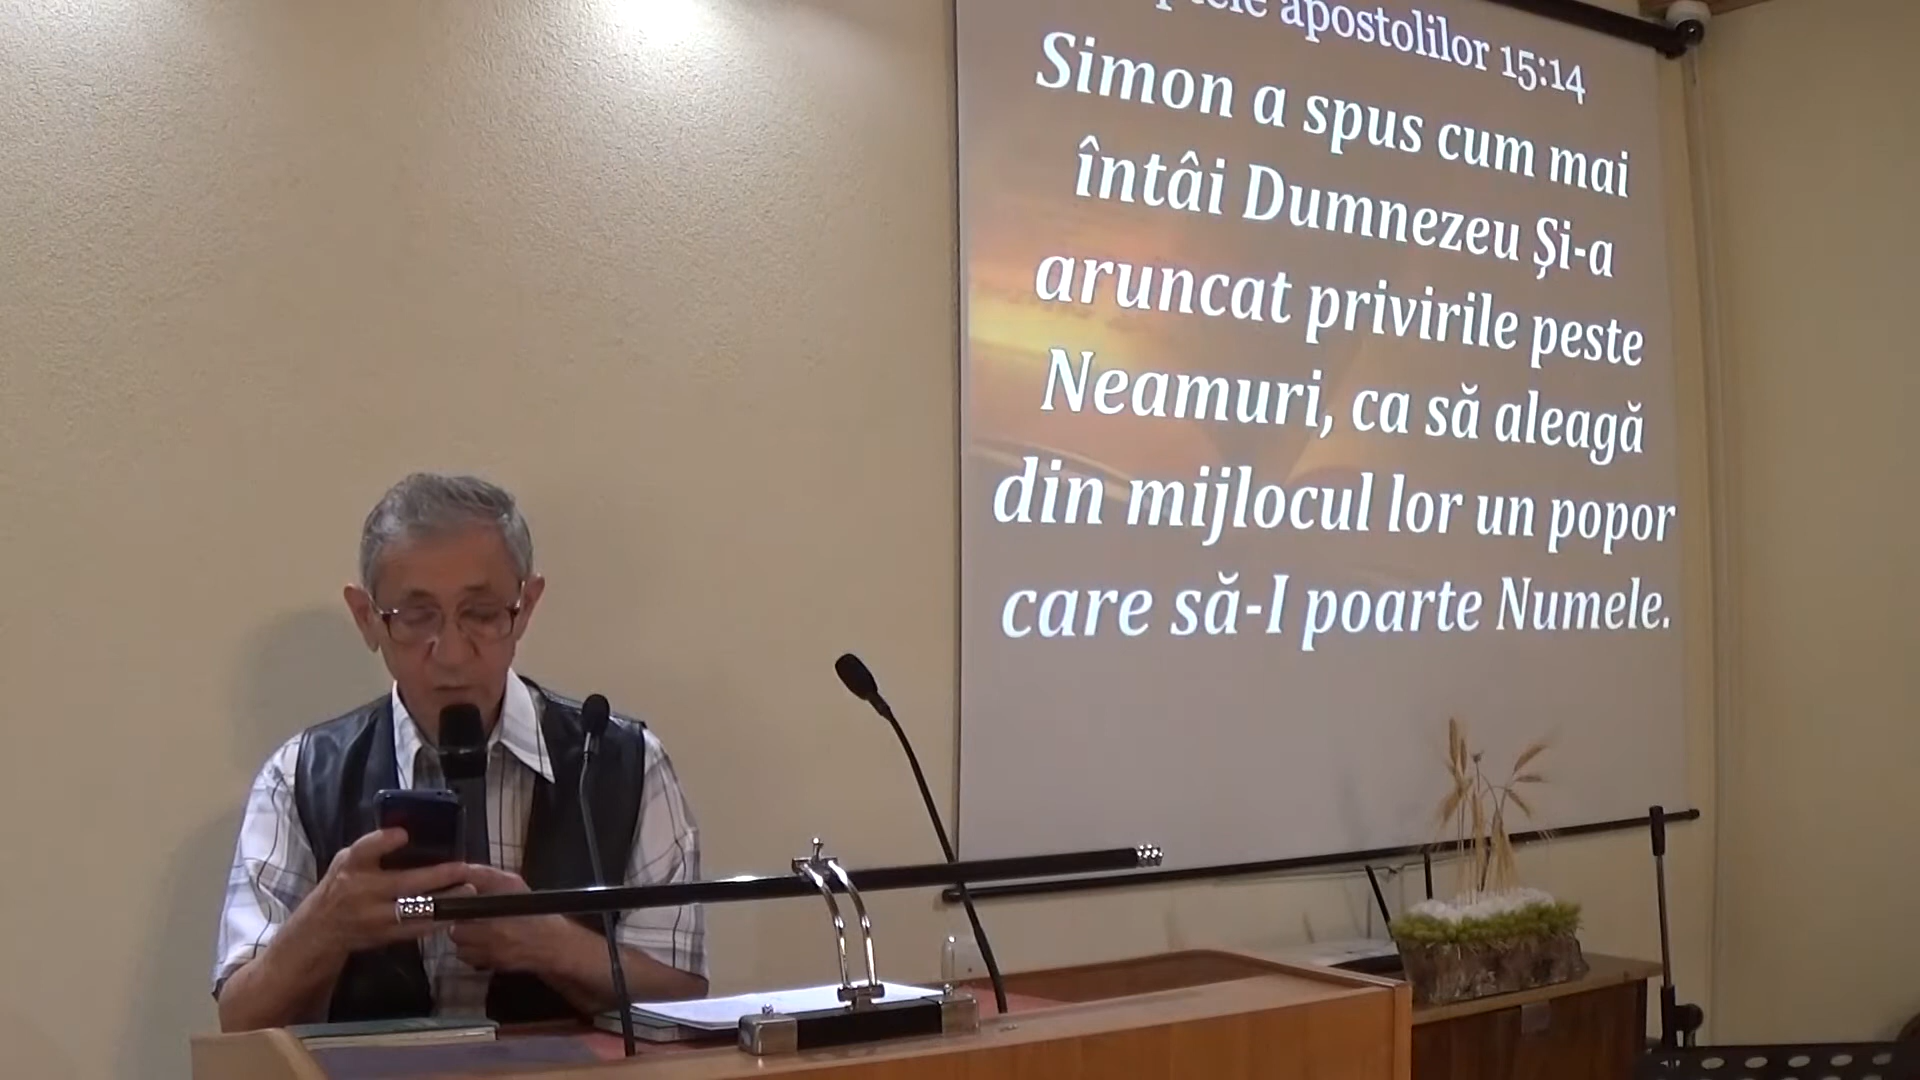 apostolilor 15:14
Simon a spus cum mai
întâi Dumnezeu Și-a
aruncat privirile peste
Neamuri, ca să aleagă
din mijlocul lor un popor
care să-I poarte Numele.